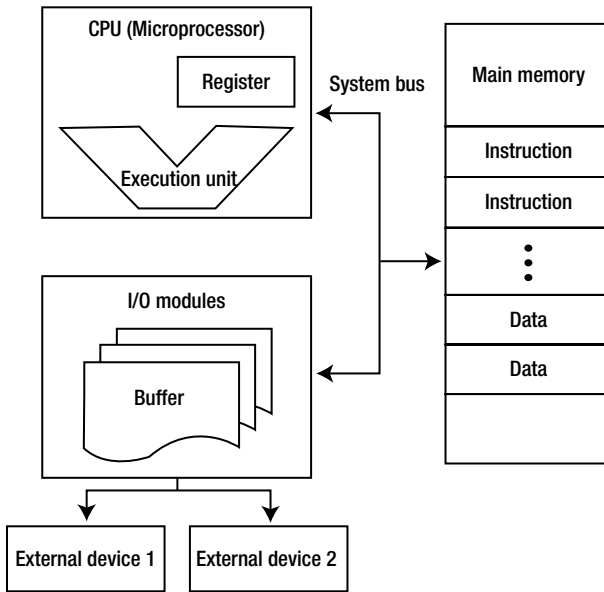 CPU (Microprocessor)
Register
Execution unit
System bus
Main memory
Instruction
Instruction
Data
Data
I/O modules
Buffer
External device 1
External device 2